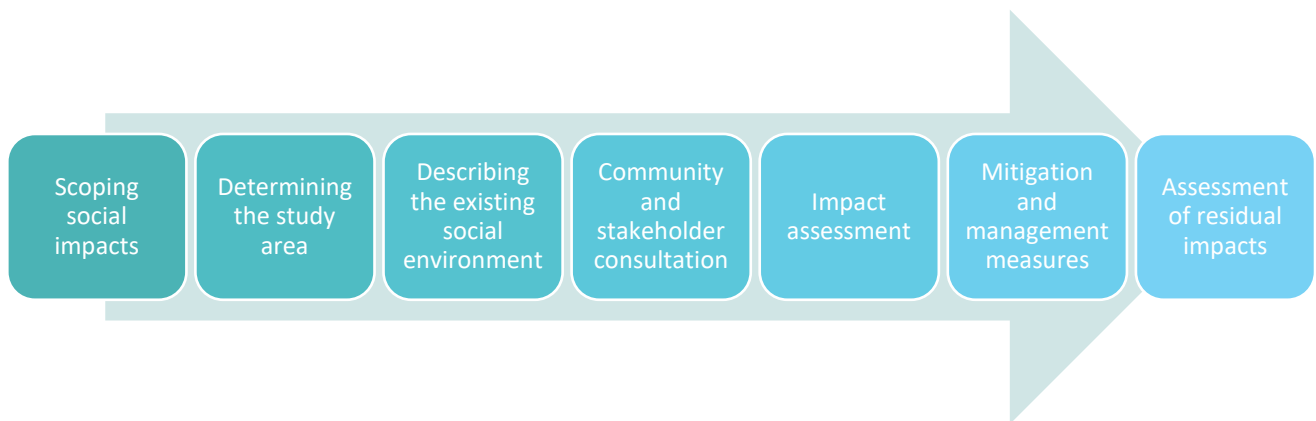 Scoping
social
impacts
Determining
the study
area
Describing
the existing
social
environment
Community
and
stakeholder
consultation
Impact
assessment
Mitigation
and
management
measures
Assessment
of residual
impacts